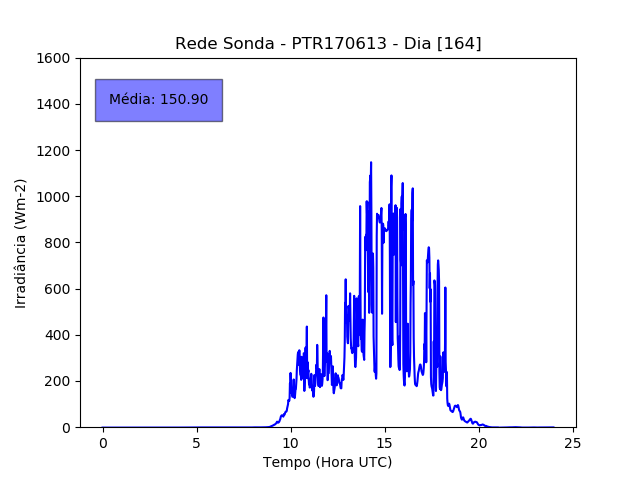 Rede Sonda - PTR170613 - Dia [164]
1600
1400
1200
1000
800
600
400
200
0
Irradiância (Wm-2)
Média: 150.90
0 5 10 15 20 25
Tempo (Hora UTC)